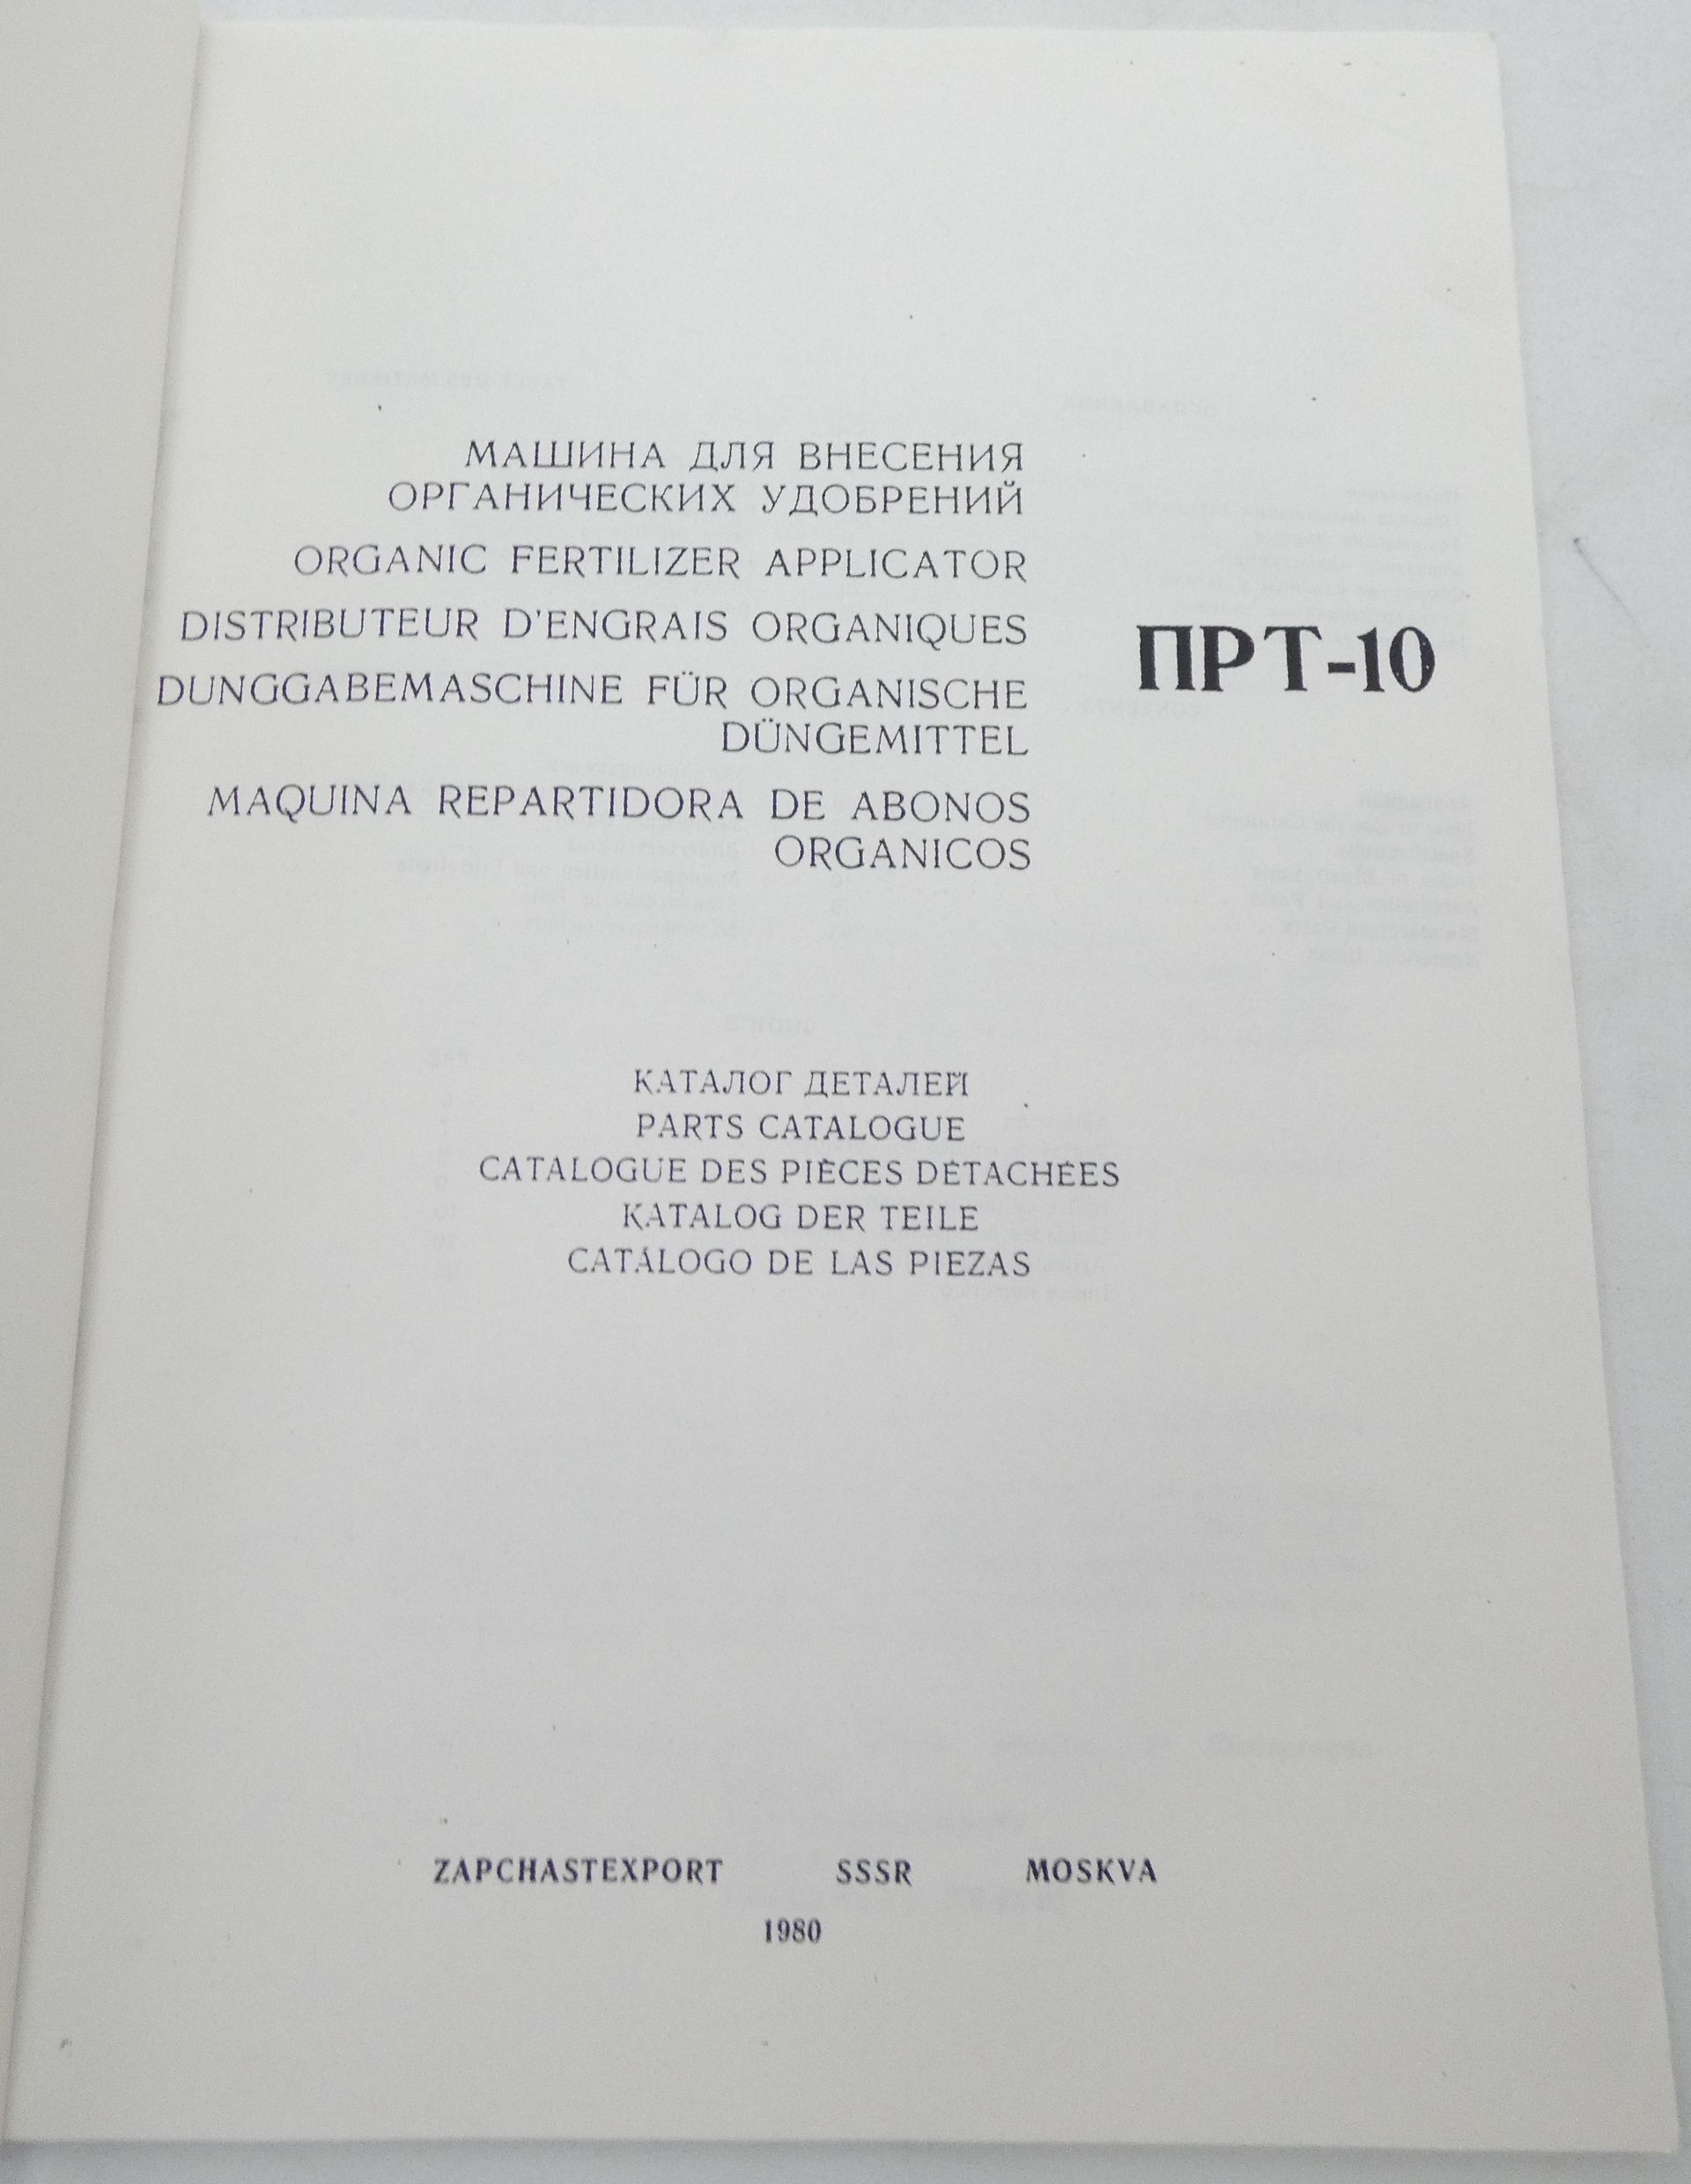 МАШИНА ДЛЯ ВНЕСЕНИЯ
ОРГАНИЧЕСКИХ УДОБРЕНИЙ
ORGANIC FERTILIZER APPLICATOR
DISTRIBUTEUR D'ENGRAIS ORGANIQUES
DUNGGABEMASCHINE FÜR ORGANISCHE
DÜNGEMITTEL
MAQUINA REPARTIDORA DE ABONOS
ORGANICOS
ПРТ-10
КАТАЛОГ ДЕТАЛЕЙ
PARTS CATALOGUE
CATALOGUE DES PIÈCES DÉTACHÉES
KATALOG DER TEILE
CATÁLOGO DE LAS PIEZAS
ZAPCHASTEXPORT SSSR MOSKVA
1980